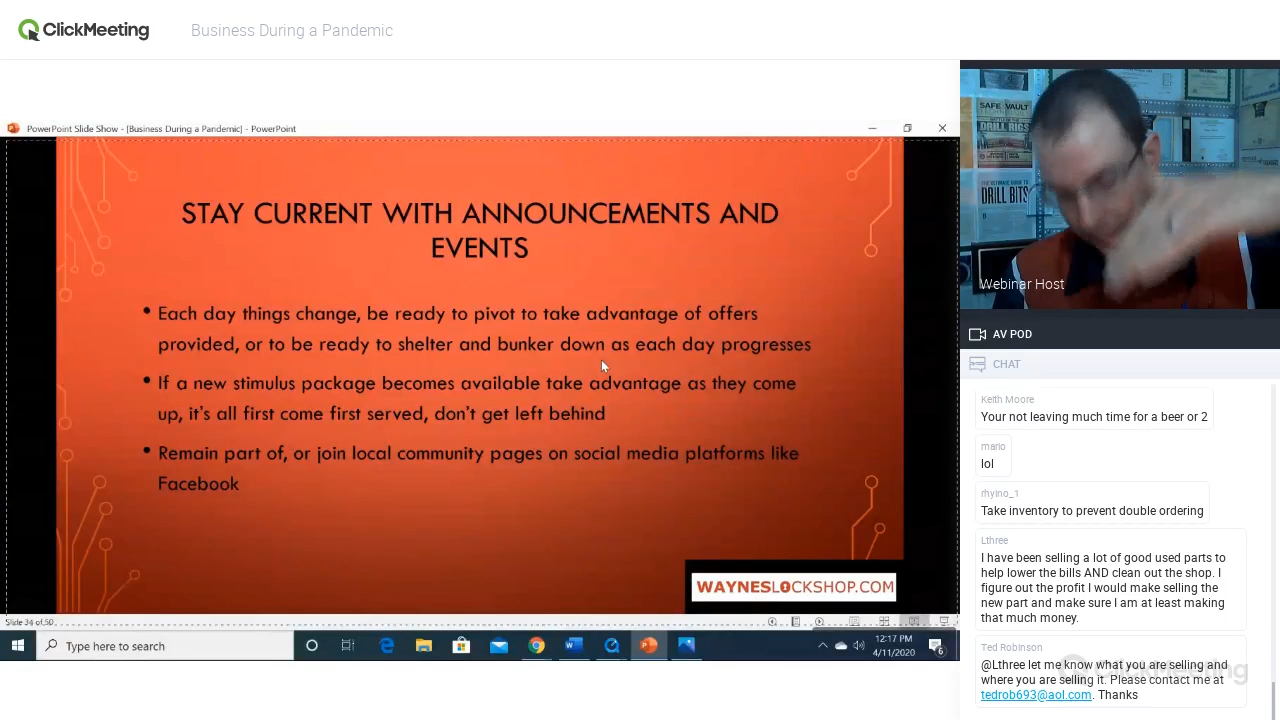 ClickMeeting
Business During a Pandemic
PowerPoint Slide Show - [Business During a Pandemic] - PowerPoint
STAY CURRENT WITH ANNOUNCEMENTS AND
EVENTS
• Each day things change, be ready to pivot to take advantage of offers
provided, or to be ready to shelter and bunker down as each day progresses
• If a new stimulus package becomes available take advantage as they come
up, it's all first come first served, don't get left behind
• Remain part of, or join local community pages on social media platforms like
Facebook
WAYNESLOCKSHOP.COM
Slide 34 of 50
Type here to search
12:17 PM
4/11/2020
6
SAFE VAULT
DRILL RIGS
DRILL BITS
Webinar Host
AV POD
CHAT
Keith Moore
Your not leaving much time for a beer or 2
mario
lol
rhyino_1
Take inventory to prevent double ordering
Lthree
I have been selling a lot of good used parts to
help lower the bills AND clean out the shop. I
figure out the profit I would make selling the
new part and make sure I am at least making
that much money.
Ted Robinson
@Lthree let me know what you are selling and
where you are selling it. Please contact me at
tedrob693@aol.com. Thanks
ClickMeeting